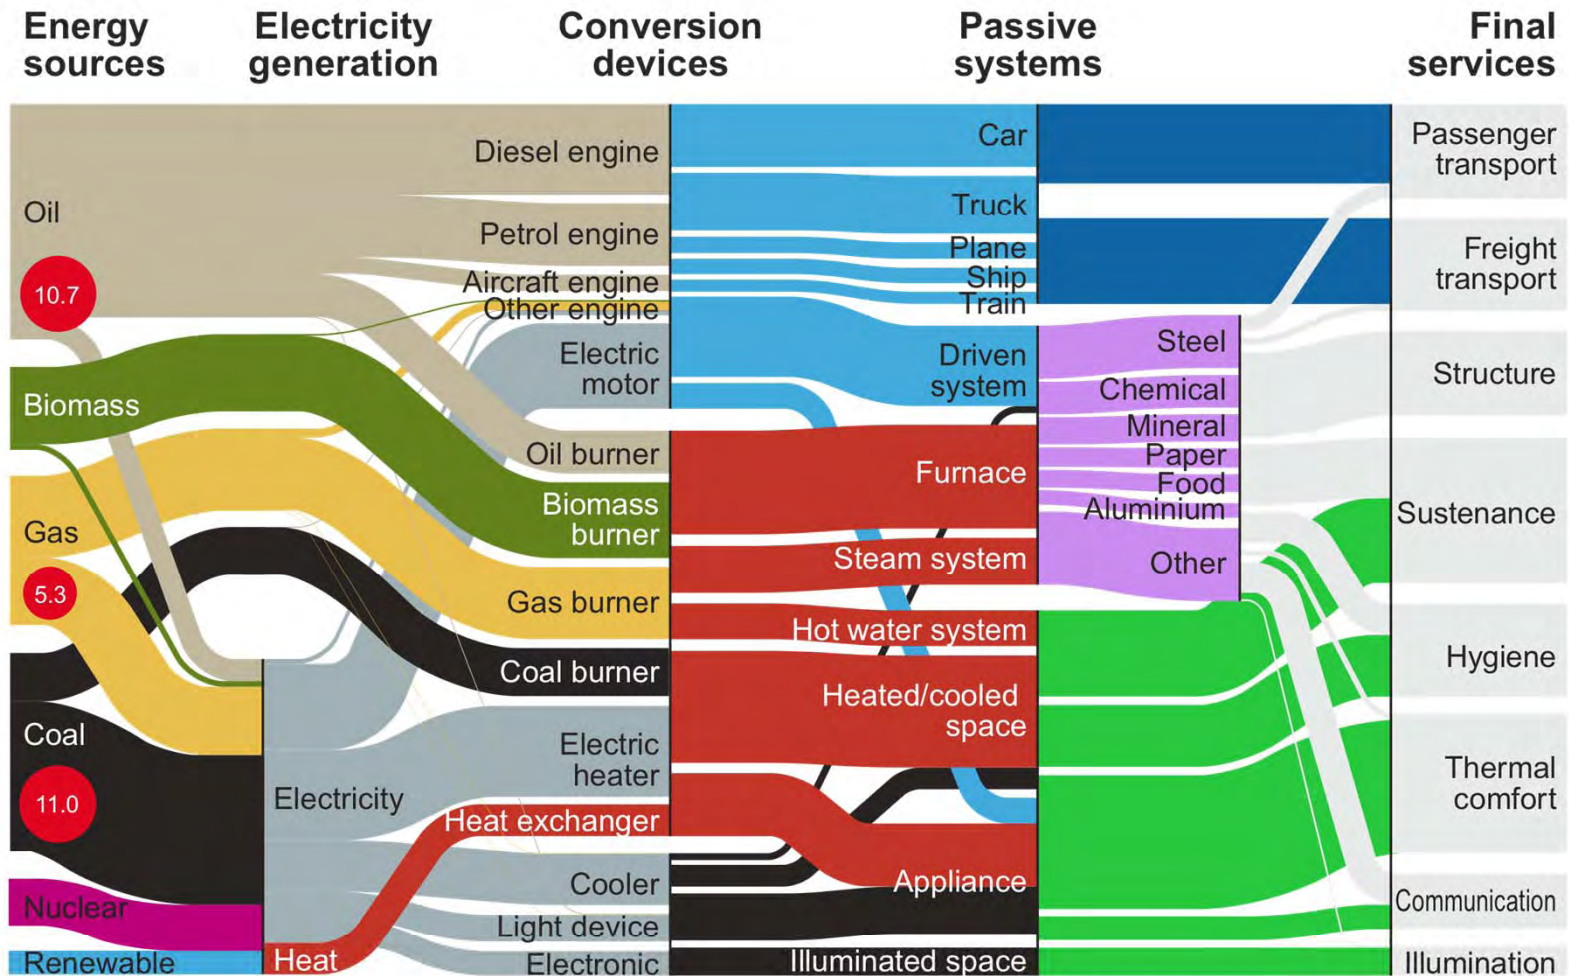 Energy
sources
Electricity
generation
Conversion
devices
Passive
systems
Final
services
Oil
10.7
Biomass
Gas
5.3
Coal
11.0
Nuclear
Renewable
Electricity
Heat
Diesel engine
Petrol engine
Aircraft engine
Other engine
Electric
motor
Oil burner
Biomass
burner
Gas burner
Coal burner
Electric
heater
Heat exchanger
Cooler
Light device
Electronic
Car
Truck
Plane
Ship
Train
Driven
system
Furnace
Steam system
Hot water system
Heated/cooled
space
Appliance
Illuminated space
Steel
Chemical
Mineral
Paper
Food
Aluminium
Other
Passenger
transport
Freight
transport
Structure
Sustenance
Hygiene
Thermal
comfort
Communication
Illumination